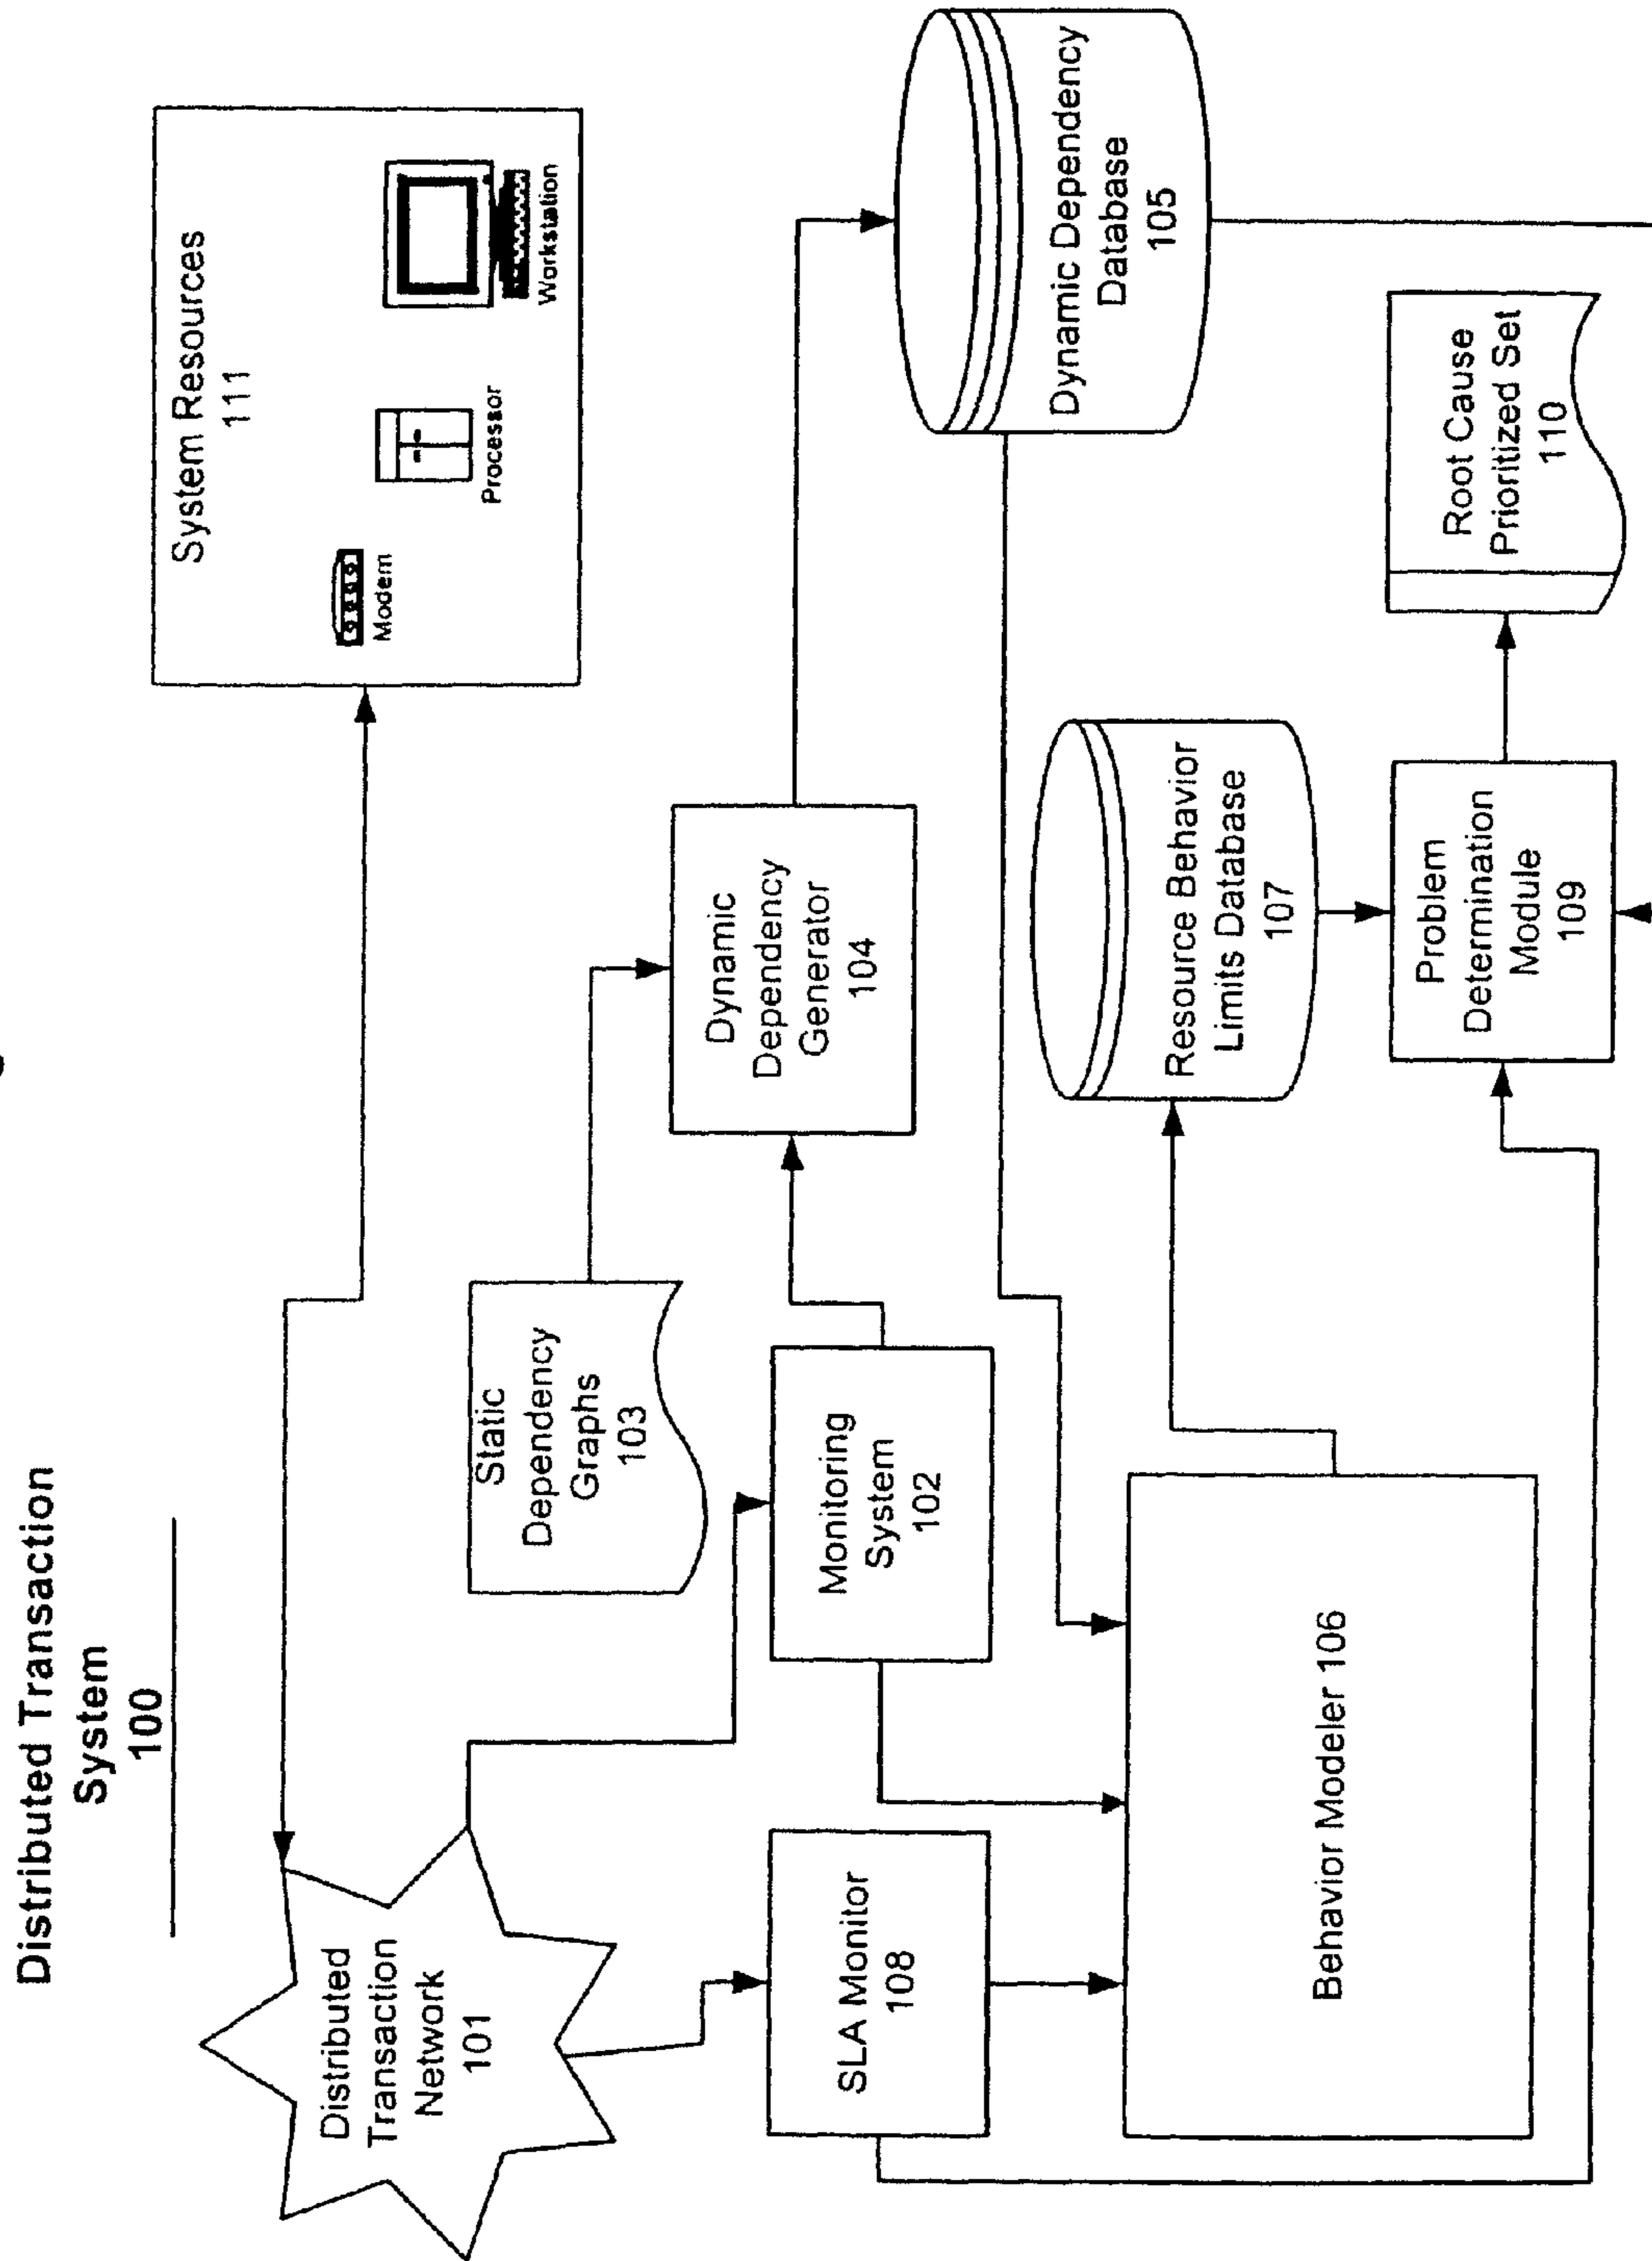 Distributed Transaction
System
100
System Resources
111
Modem
Processor
Workstation
Distributed
Transaction
Network
101
Static
Dependency
Graphs
103
Dynamic
Dependency
Generator
104
Monitoring
System
102
SLA Monitor
108
Dynamic Dependency
Database
105
Resource Behavior
Limits Database
107
Behavior Modeler 106
Problem
Determination
Module
109
Root Cause
Prioritized Set
110